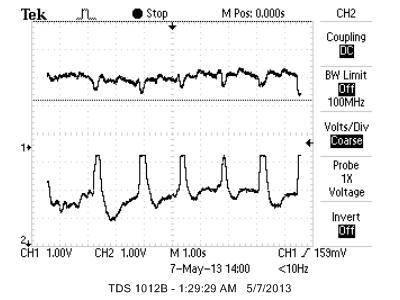 Tek Stop M Pos: 0.000s CH2
Coupling
DC
BW Limit
Off
100MHz
Volts/Div
Coarse
Probe
1X
Voltage
Invert
Off
1
2
CH1 1.00V CH2 1.00V M 1.00s CH1 159mV
7-May-13 14:00 <10Hz
TDS 1012B - 1:29:29 AM 5/7/2013